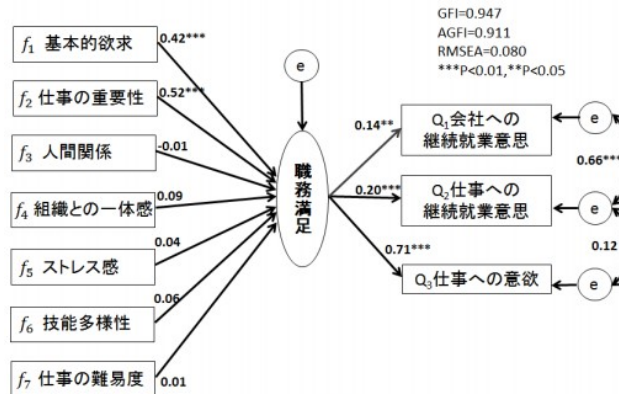 GFI=0.947
AGFI=0.911
RMSEA=0.080
***P<0.01,**P<0.05
f₁ 基本的欲求
0.42***
f₂ 仕事の重要性
0.52***
f₃ 人間関係
-0.01
f₄ 組織との一体感
0.09
f₅ ストレス感
0.04
f₆ 技能多様性
0.06
f₇ 仕事の難易度
0.01
e
職務満足
0.14**
0.20***
0.71***
Q₁会社への
継続就業意思
e
0.66***
Q₂仕事への
継続就業意思
e
0.12
Q₃仕事への意欲
e